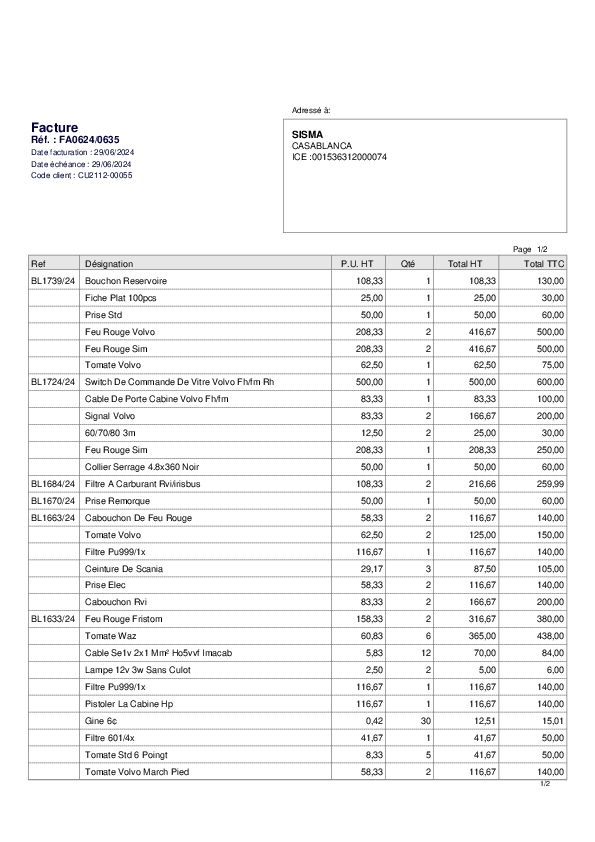 Adressé à:
Facture
Réf. : FA0624/0635
Date facturation : 29/06/2024
Date échéance : 29/06/2024
Code client : CU2112-00055
SISMA
CASABLANCA
ICE :001536312000074
Page 1/2
Ref Désignation P.U. HT Qté Total HT Total TTC
BL1739/24 Bouchon Reservoire 108,33 1 108,33 130,00
Fiche Plat 100pcs 25,00 1 25,00 30,00
Prise Std 50,00 1 50,00 60,00
Feu Rouge Volvo 208,33 2 416,67 500,00
Feu Rouge Sim 208,33 2 416,67 500,00
Tomate Volvo 62,50 1 62,50 75,00
BL1724/24 Switch De Commande De Vitre Volvo Fh/fm Rh 500,00 1 500,00 600,00
Cable De Porte Cabine Volvo Fh/fm 83,33 1 83,33 100,00
Signal Volvo 83,33 2 166,67 200,00
60/70/80 3m 12,50 2 25,00 30,00
Feu Rouge Sim 208,33 1 208,33 250,00
Collier Serrage 4.8x360 Noir 50,00 1 50,00 60,00
BL1684/24 Filtre A Carburant Rvi/irisbus 108,33 2 216,66 259,99
BL1670/24 Prise Remorque 50,00 1 50,00 60,00
BL1663/24 Cabouchon De Feu Rouge 58,33 2 116,67 140,00
Tomate Volvo 62,50 2 125,00 150,00
Filtre Pu999/1x 116,67 1 116,67 140,00
Ceinture De Scania 29,17 3 87,50 105,00
Prise Elec 58,33 2 116,67 140,00
Cabouchon Rvi 83,33 2 166,67 200,00
BL1633/24 Feu Rouge Fristom 158,33 2 316,67 380,00
Tomate Waz 60,83 6 365,00 438,00
Cable Se1v 2x1 Mm² Ho5vvf Imacab 5,83 12 70,00 84,00
Lampe 12v 3w Sans Culot 2,50 2 5,00 6,00
Filtre Pu999/1x 116,67 1 116,67 140,00
Pistoler La Cabine Hp 116,67 1 116,67 140,00
Gine 6¢ 0,42 30 12,51 15,01
Filtre 601/4x 41,67 1 41,67 50,00
Tomate Std 6 Poingt 8,33 5 41,67 50,00
Tomate Volvo March Pied 58,33 2 116,67 140,00
1/2